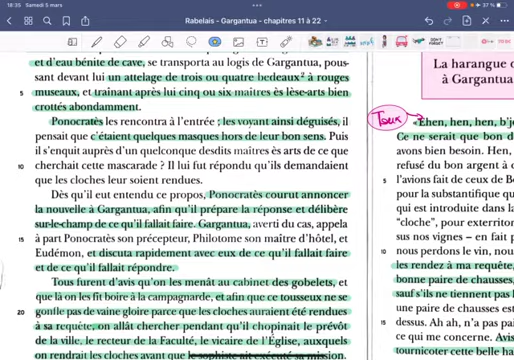 18:35 Samedi 5 mars
37 %
Rabelais - Gargantua - chapitres 11 à 22
et d'eau bénite de cave, se transporta au logis de Gargantua, pous-
sant devant lui un attelage de trois ou quatre bedeaux² à rouges
museaux, et traînant après lui cinq ou six maîtres ès lèse-arts bien
5
crottés abondamment.
Ponocratès les rencontra à l'entrée ; les voyant ainsi déguisés, il
pensait que c'étaient quelques masques hors de leur bon sens. Puis
il s'enquit auprès d'un quelconque desdits maîtres ès arts de ce que
cherchait cette mascarade ? Il lui fut répondu qu'ils demandaient
10
que les cloches leur soient rendues.
Dès qu'il eut entendu ce propos, Ponocratès courut annoncer
la nouvelle à Gargantua, afin qu'il prépare la réponse et délibère
sur-le-champ de ce qu'il fallait faire. Gargantua, averti du cas, appela
15
à part Ponocratès son précepteur, Philotome son maître d'hôtel, et
Eudémon, et discuta rapidement avec eux de ce qu'il fallait faire
et de ce qu'il fallait répondre.
Tous furent d'avis qu'on les menât au cabinet des gobelets, et
que là on les fît boire à la campagnarde, et afin que ce tousseux ne se
20
gonfle pas de vaine gloire parce que les cloches auraient été rendues
à sa requête, on allât chercher pendant qu'il chopinait le prévôt
de la ville, le recteur de la Faculté, le vicaire de l'Église, auxquels
on rendrait les cloches avant que le sophiste ait exécuté sa mission.
La harangue d
à Gargantua
Toux
«Ehen, hen, hen, b'jo
Ce ne serait que bon d
avons bien besoin. Hen,
refusé du bon argent à c
5
l'avions fait de ceux de Bo
pour la substantifique qu
qui est introduite dans la
"cloche", pour exterriton
sus nos vignes – en fait p
10
nous perdons le vin, nous
les rendez à ma requête,
bonne paire de chausses,
sauf s'ils ne tiennent pas l
une paire de chausses est
15
dessus. Ah ah, n'a pas pai
ce qui me concerne. Avis
tournicoter cette belle ha